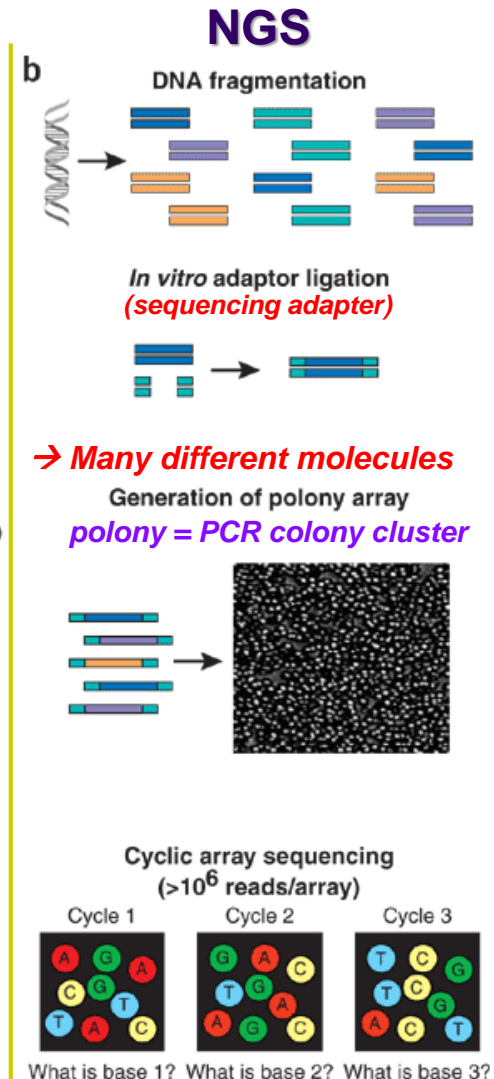 NGS
b
DNA fragmentation
In vitro adaptor ligation
(sequencing adapter)
→ Many different molecules
Generation of polony array
polony = PCR colony cluster
Cyclic array sequencing
(>10⁶ reads/array)
Cycle 1 Cycle 2 Cycle 3
A G A G A C T C G
C G T T G A T C G
T A C A G C A C T
What is base 1? What is base 2? What is base 3?